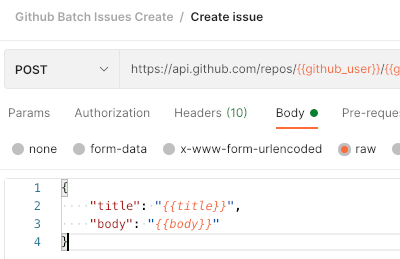 Github Batch Issues Create / Create issue
POST https://api.github.com/repos/{{github_user}}/{{g
Params Authorization Headers (10) Body Pre-reque
none form-data x-www-form-urlencoded raw
1 {
2 "title": "{{title}}",
3 "body": "{{body}}"
4 }